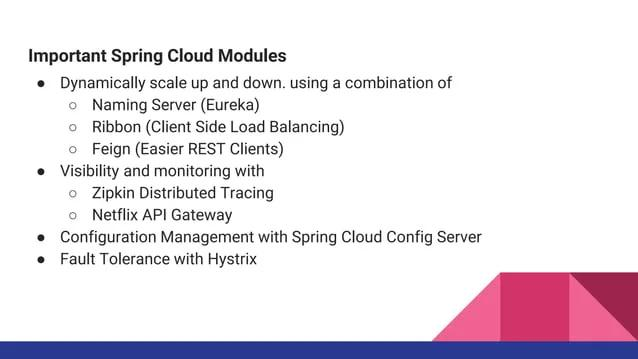 Important Spring Cloud Modules
● Dynamically scale up and down. using a combination of
○ Naming Server (Eureka)
○ Ribbon (Client Side Load Balancing)
○ Feign (Easier REST Clients)
● Visibility and monitoring with
○ Zipkin Distributed Tracing
○ Netflix API Gateway
● Configuration Management with Spring Cloud Config Server
● Fault Tolerance with Hystrix